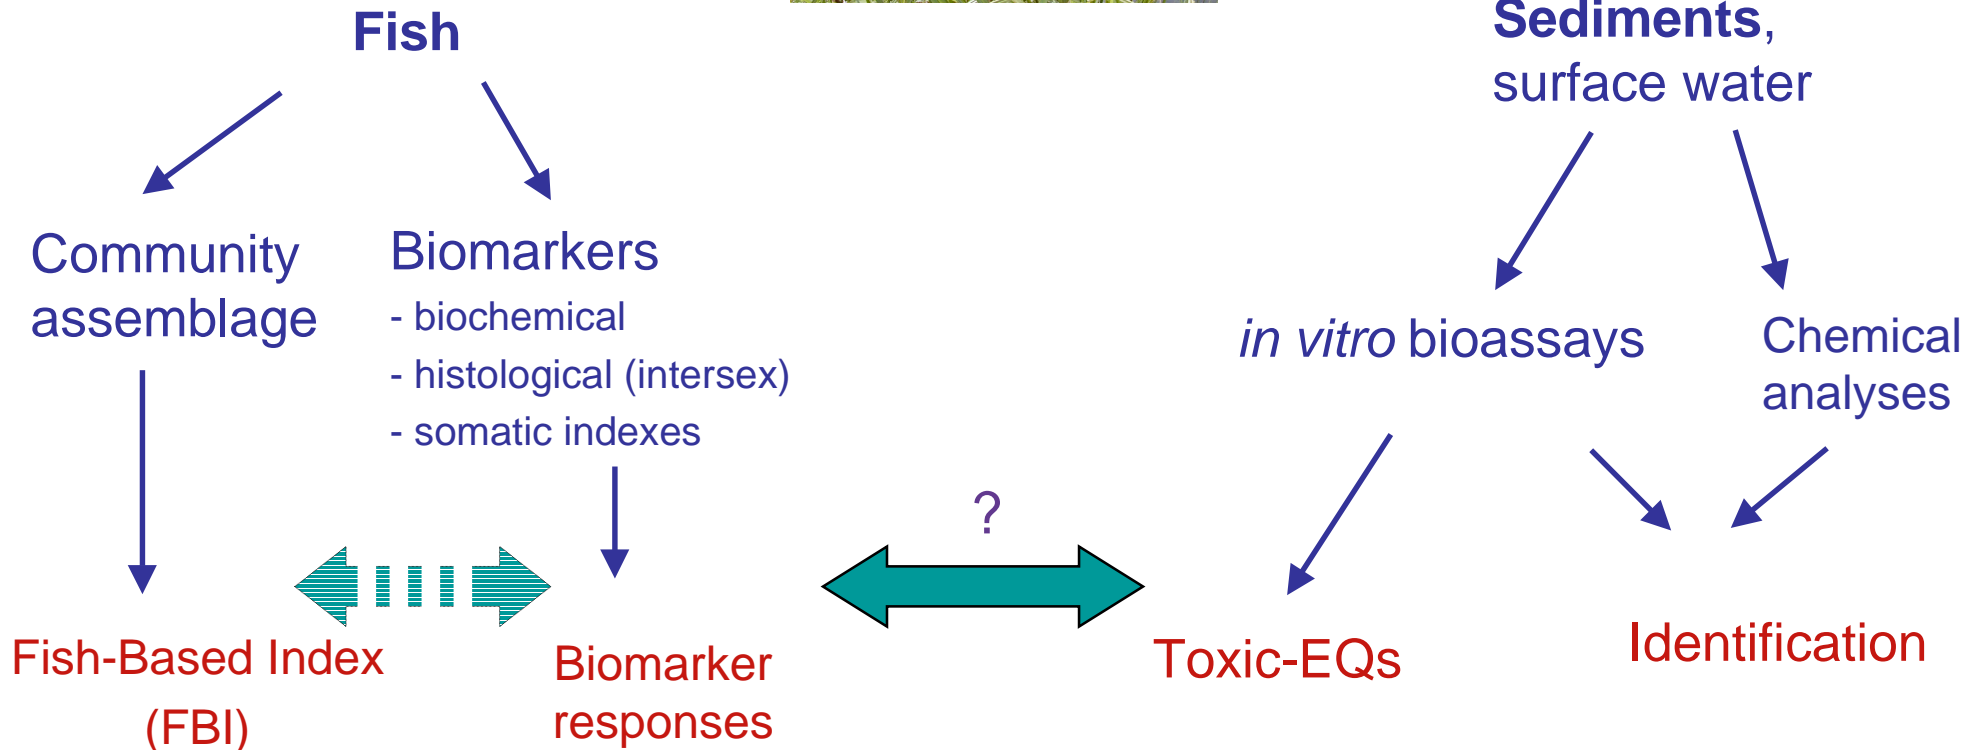 Fish
Sediments,
surface water
Community
assemblage
Biomarkers
- biochemical
- histological (intersex)
- somatic indexes
in vitro bioassays
Chemical
analyses
?
Fish-Based Index
(FBI)
Biomarker
responses
Toxic-EQs
Identification